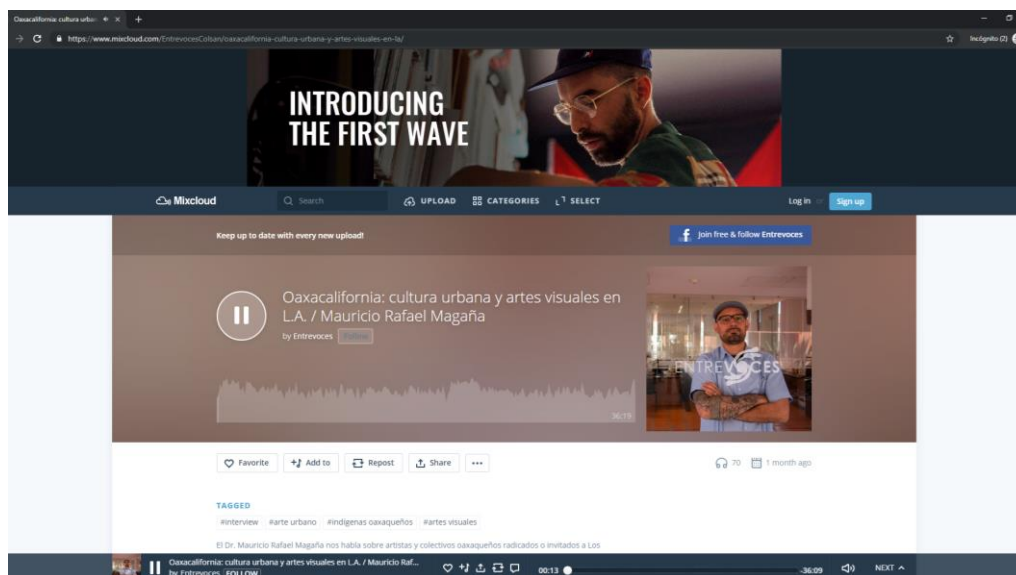 Oaxacalifornia: cultura urban
https://www.mixcloud.com/EntrevocesColsan/oaxacalifornia-cultura-urbana-y-artes-visuales-en-la/
Incógnito (2)
INTRODUCING
THE FIRST WAVE
Mixcloud
Search
UPLOAD
CATEGORIES
SELECT
Log in or
Sign up
Keep up to date with every new upload!
Join free & follow Entrevoces
Oaxacalifornia: cultura urbana y artes visuales en
L.A. / Mauricio Rafael Magaña
by Entrevoces Follow
ENTREVOCES
36:19
Favorite
Add to
Repost
Share
70
1 month ago
TAGGED
#interview #arte urbano #indígenas oaxaqueños #artes visuales
El Dr. Mauricio Rafael Magaña nos habla sobre artistas y colectivos oaxaqueños radicados o invitados a Los
Oaxacalifornia: cultura urbana y artes visuales en L.A. / Mauricio Raf...
by Entrevoces FOLLOW
00:13
-36:09
NEXT